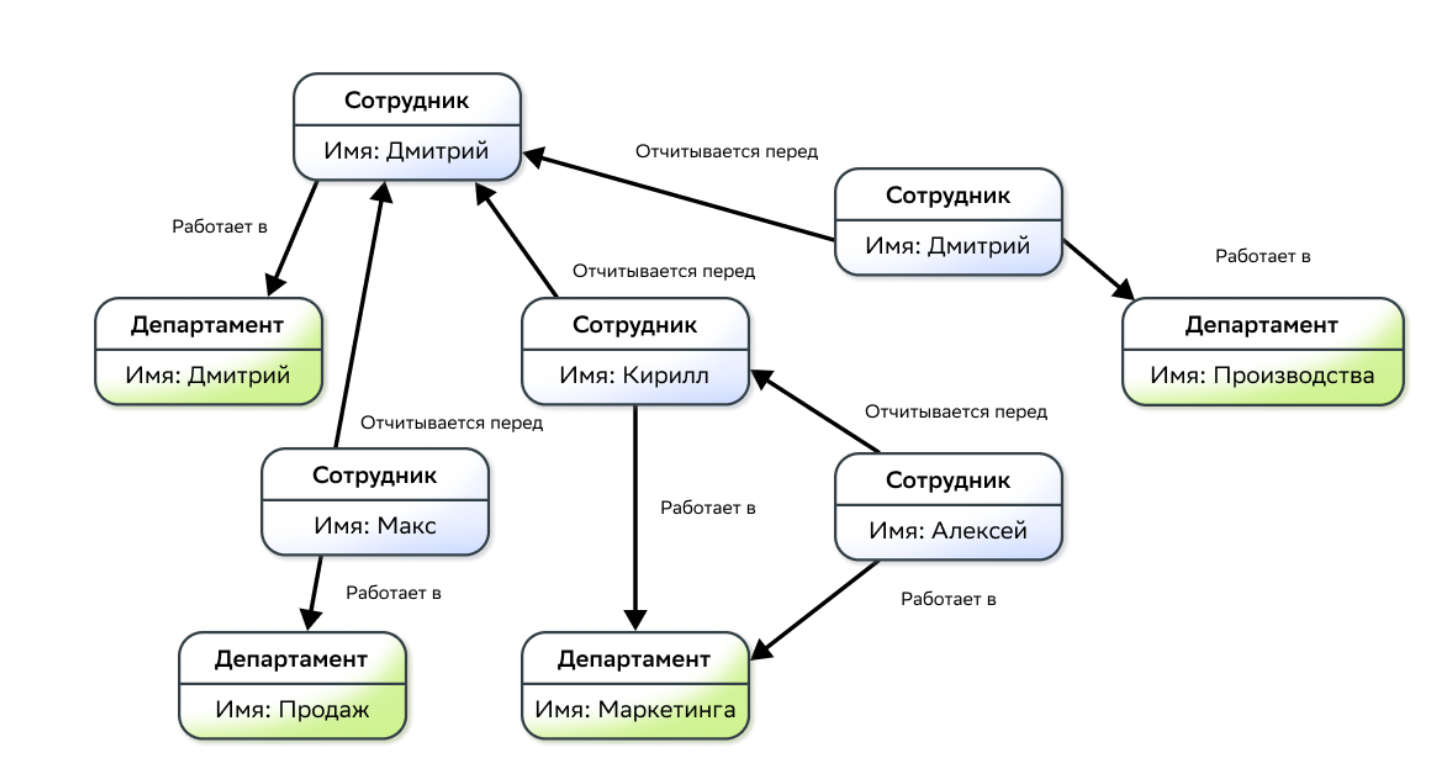 Сотрудник
Имя: Дмитрий
Отчитывается перед
Сотрудник
Имя: Дмитрий
Работает в
Работает в
Отчитывается перед
Департамент
Имя: Дмитрий
Сотрудник
Имя: Кирилл
Департамент
Имя: Производства
Отчитывается перед
Отчитывается перед
Сотрудник
Имя: Макс
Работает в
Сотрудник
Имя: Алексей
Работает в
Работает в
Департамент
Имя: Продаж
Департамент
Имя: Маркетинга